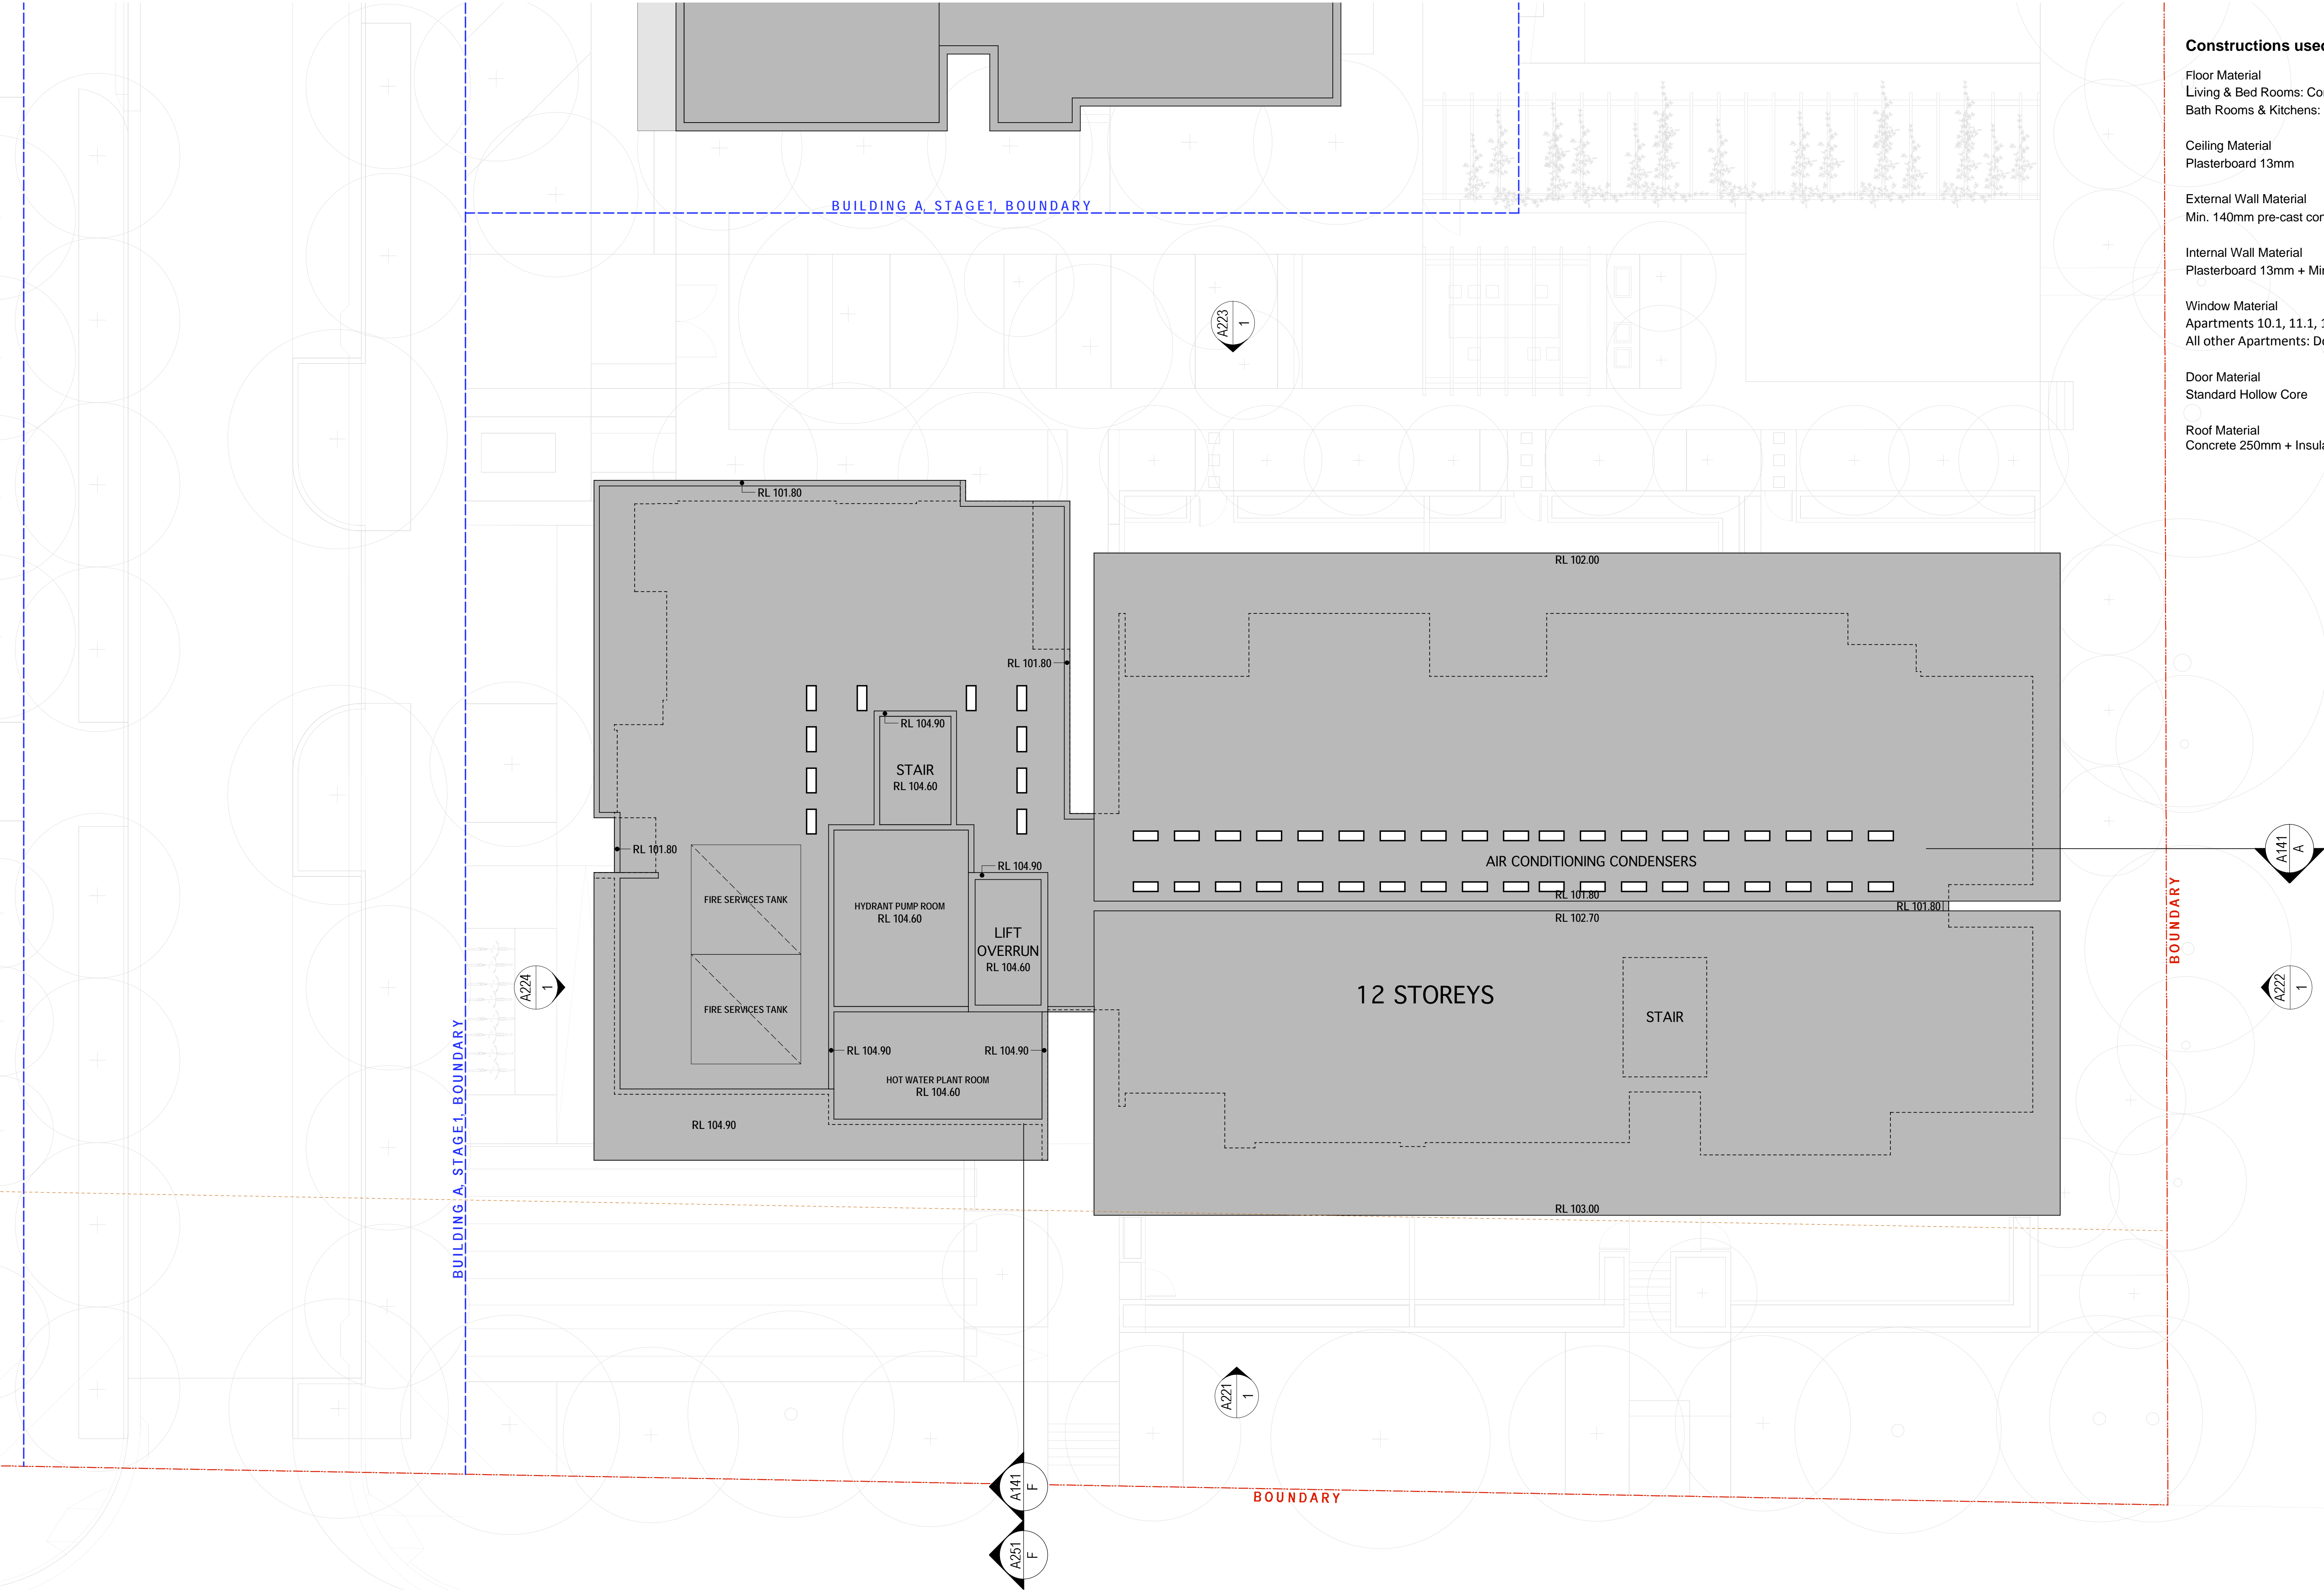 Constructions used
Floor Material
Living & Bed Rooms:
Bath Rooms & Kitchens:
Ceiling Material
Plasterboard 13mm
External Wall Material
Min. 140mm pre-cast
Internal Wall Material
Plasterboard 13mm +
Window Material
Apartments 10.1, 11.1,
All other Apartments:
Door Material
Standard Hollow Core
Roof Material
Concrete 250mm +
BUILDING A, STAGE1, BOUNDARY
A223
1
RL 101.80
RL 102.00
RL 101.80
RL 104.90
STAIR
RL 104.60
RL 101.80
RL 104.90
AIR CONDITIONING CONDENSERS
A141
A
FIRE SERVICES TANK
HYDRANT PUMP ROOM
RL 104.60
RL 101.80
RL 101.80
RL 102.70
LIFT
OVERRUN
RL 104.60
BOUNDARY
A224
1
12 STOREYS
A222
1
FIRE SERVICES TANK
STAIR
RL 104.90
RL 104.90
HOT WATER PLANT ROOM
RL 104.60
RL 104.90
BUILDING A, STAGE1, BOUNDARY
RL 103.00
A221
1
A141
F
BOUNDARY
A251
F